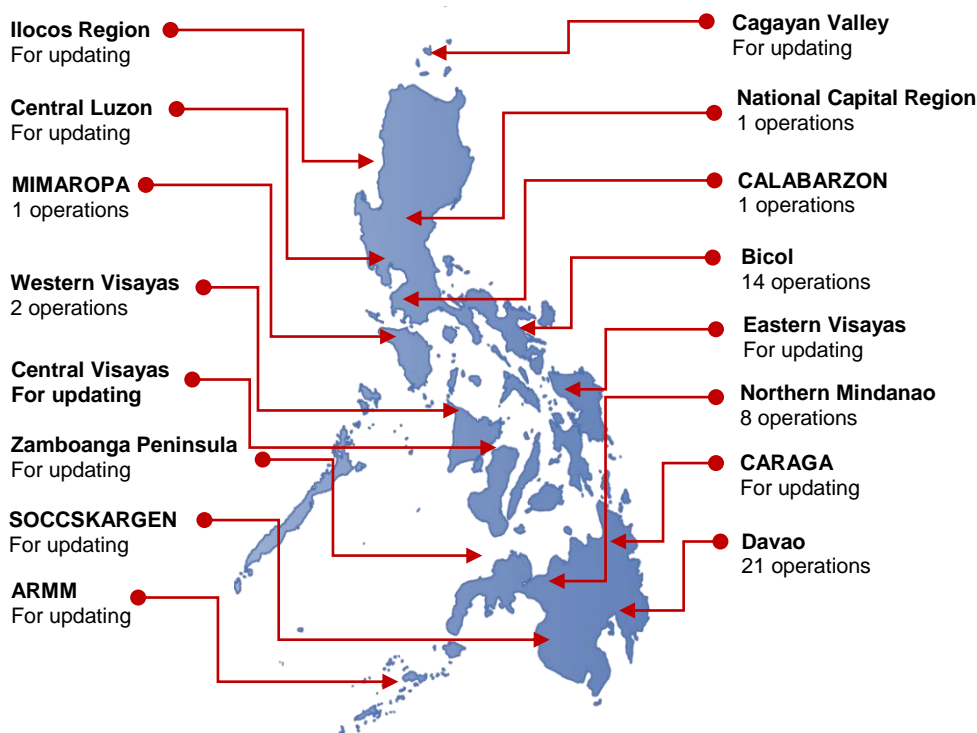 Ilocos Region
For updating
Central Luzon
For updating
MIMAROPA
1 operations
Western Visayas
2 operations
Central Visayas
For updating
Zamboanga Peninsula
For updating
SOCCSKARGEN
For updating
ARMM
For updating
Cagayan Valley
For updating
National Capital Region
1 operations
CALABARZON
1 operations
Bicol
14 operations
Eastern Visayas
For updating
Northern Mindanao
8 operations
CARAGA
For updating
Davao
21 operations